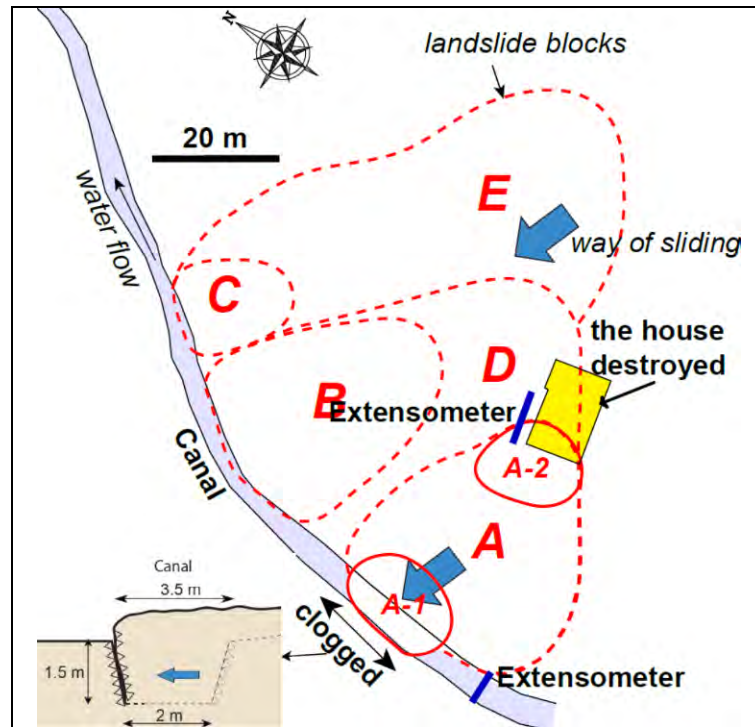 N
landslide blocks
20 m
water flow
E
way of sliding
C
the house
destroyed
D
B
Extensometer
A-2
Canal
A
A-1
clogged
Canal
3.5 m
1.5 m
2 m
Extensometer